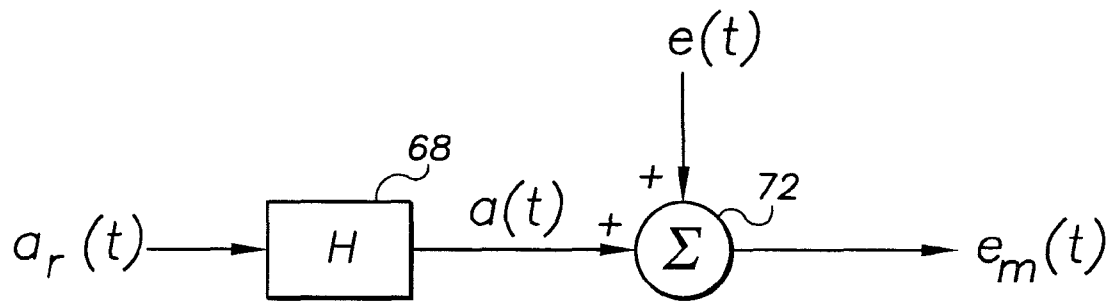 e(t)
68
72
a(t)
+
+
a_r(t)
H
Σ
e_m(t)